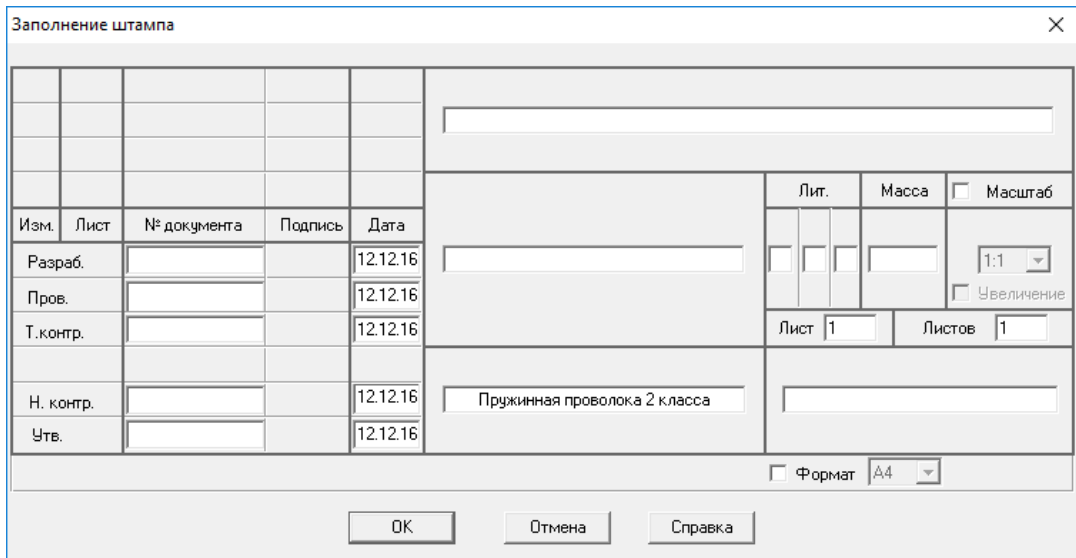 Заполнение штампа
Лит. Масса Масштаб
Изм. Лист № документа Подпись Дата
Разраб. 12.12.16 1:1
Пров. 12.12.16 Увеличение
Т.контр. 12.12.16 Лист 1 Листов 1
Н. контр. 12.12.16 Пружинная проволока 2 класса
Утв. 12.12.16
Формат A4
OK Отмена Справка